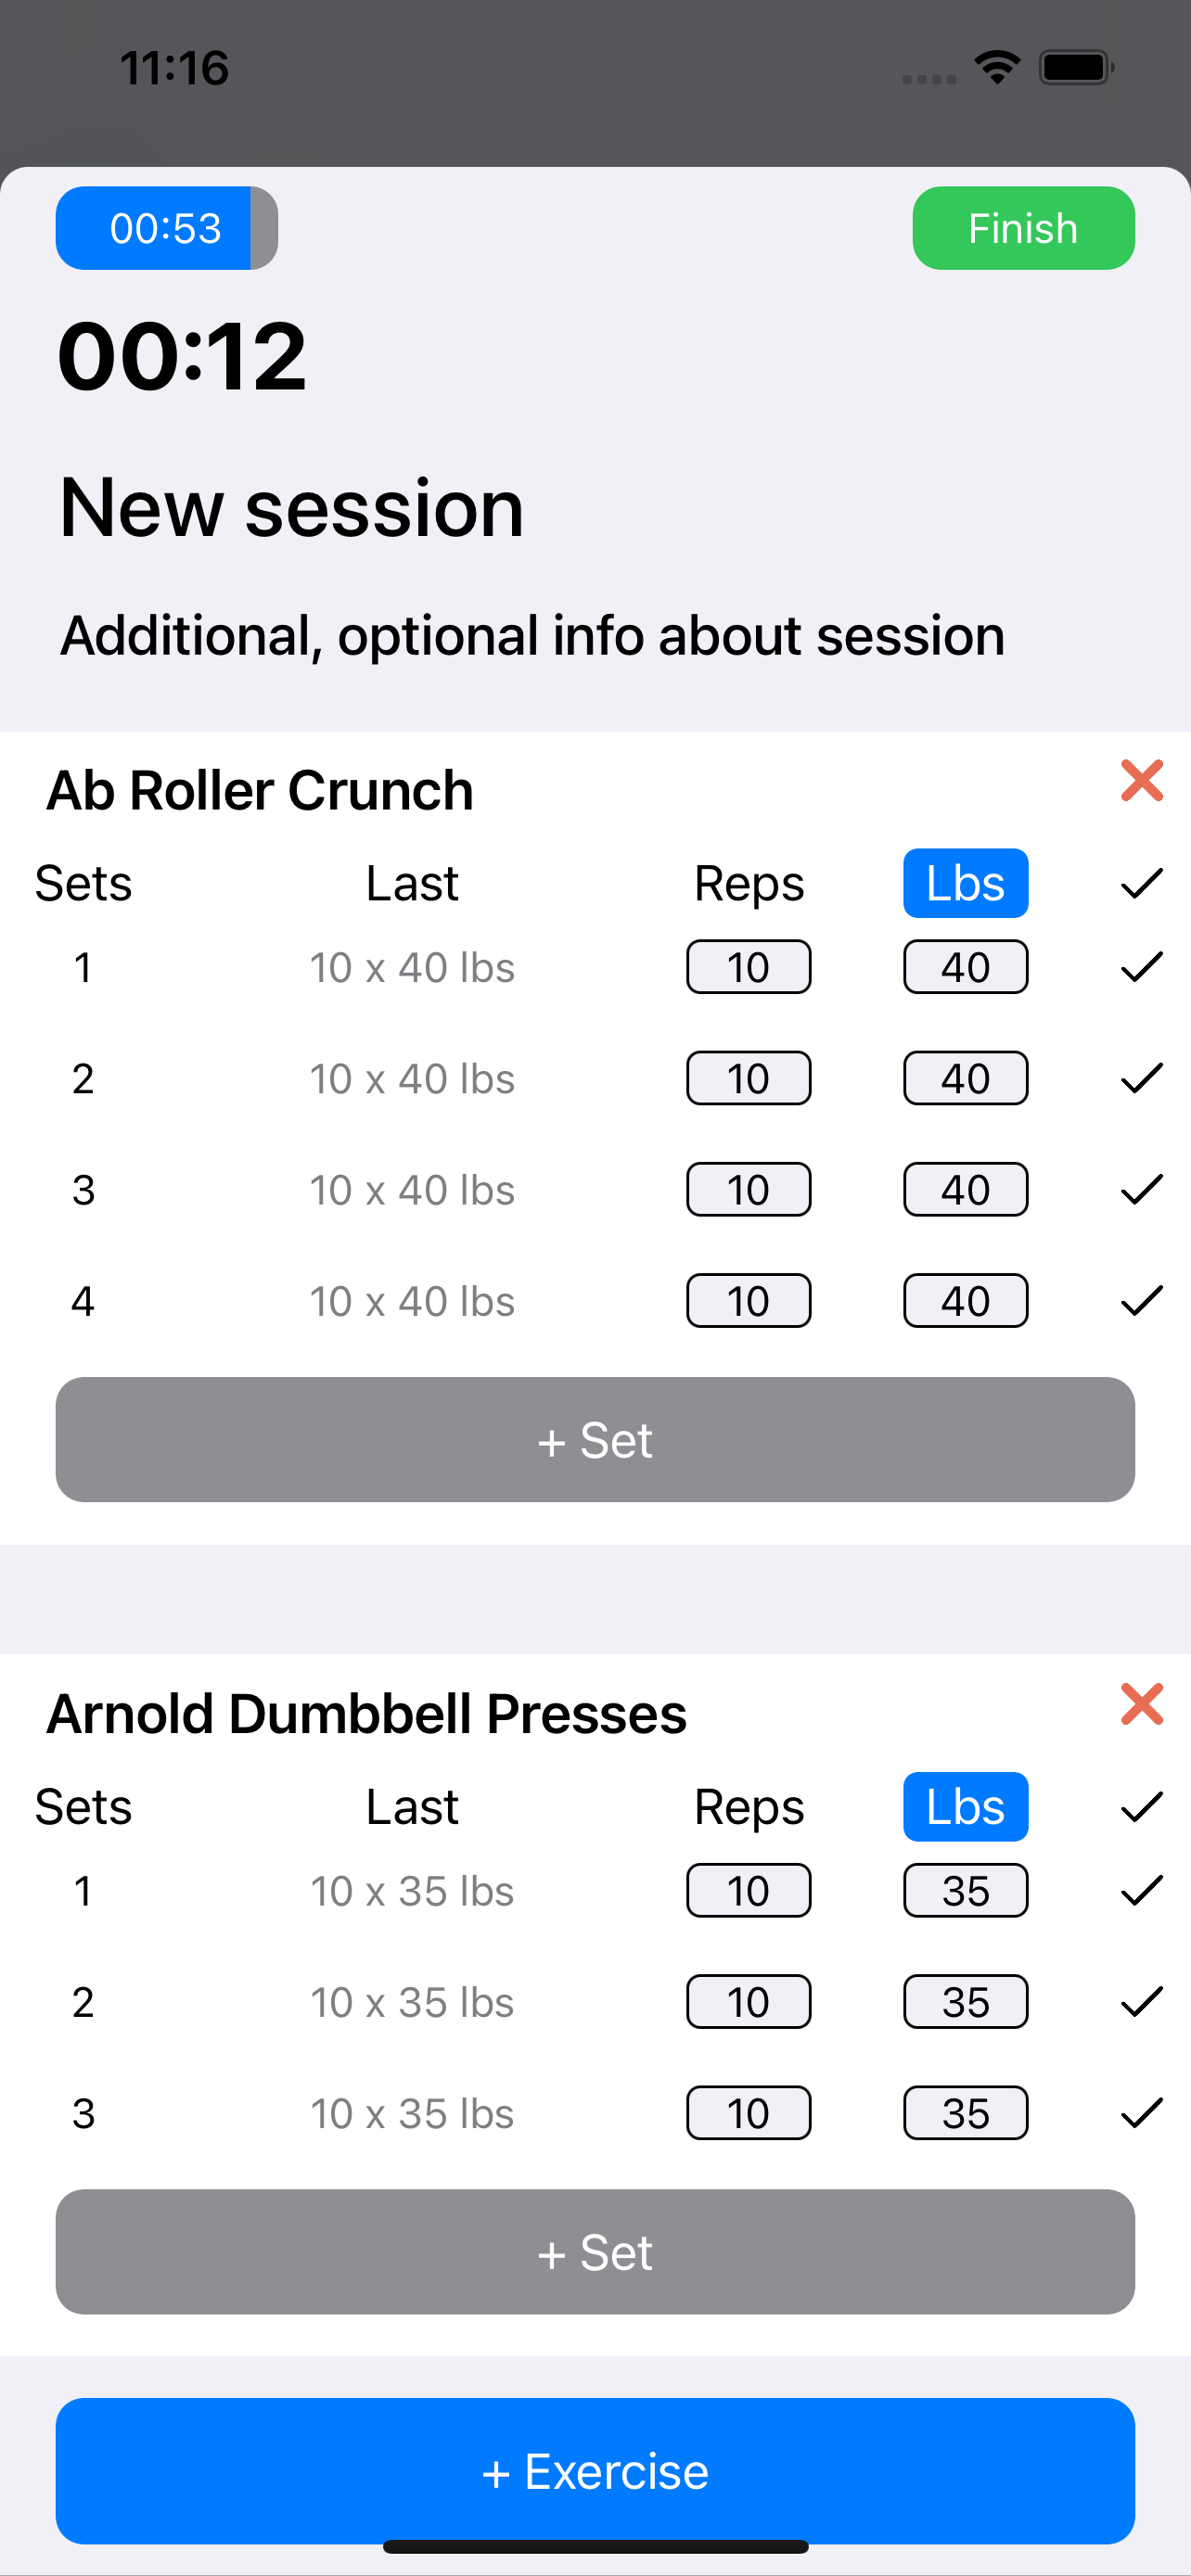 11:16
00:53 Finish
00:12
New session
Additional, optional info about session
Ab Roller Crunch
Sets Last Reps Lbs
1 10 x 40 lbs 10 40
2 10 x 40 lbs 10 40
3 10 x 40 lbs 10 40
4 10 x 40 lbs 10 40
+ Set
Arnold Dumbbell Presses
Sets Last Reps Lbs
1 10 x 35 lbs 10 35
2 10 x 35 lbs 10 35
3 10 x 35 lbs 10 35
+ Set
+ Exercise